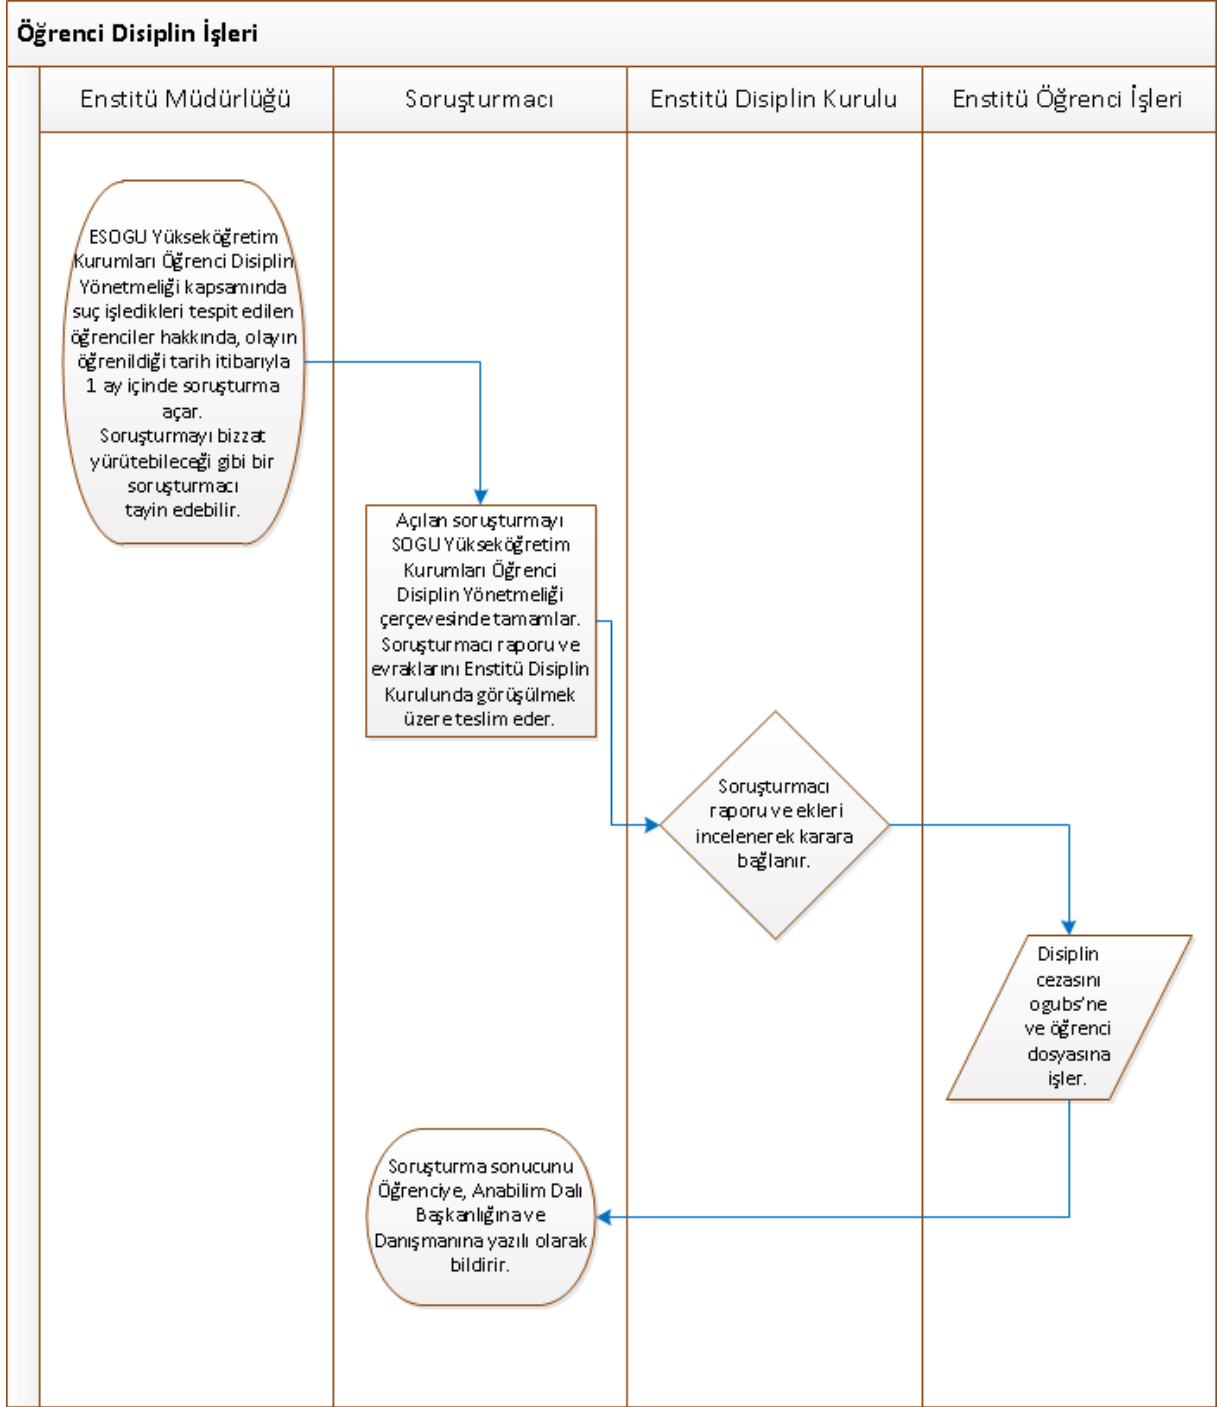 Öğrenci Disiplin İşleri
Enstitü Müdürlüğü
Soruşturmacı
Enstitü Disiplin Kurulu
Enstitü Öğrenci İşleri
ESOGU Yükseköğretim
Kurumları Öğrenci Disiplin
Yönetmeliği kapsamında
suç işledikleri tespit edilen
öğrenciler hakkında, olayın
öğrenildiği tarih itibarıyla
1 ay içinde soruşturma
açar.
Soruşturmayı bizzat
yürütebileceği gibi bir
soruşturmacı
tayin edebilir.
Açılan soruşturmayı
SOGU Yükseköğretim
Kurumları Öğrenci
Disiplin Yönetmeliği
çerçevesinde tamamlar.
Soruşturmacı raporu ve
evraklarını Enstitü Disiplin
Kurulunda görüşülmek
üzere teslim eder.
Soruşturmacı
raporu ve ekleri
incelenerek karara
bağlanır.
Disiplin
cezasını
ogubs'ne
ve öğrenci
dosyasına
işler.
Soruşturma sonucunu
Öğrenciye, Anabilim Dalı
Başkanlığına ve
Danışmanına yazılı olarak
bildirir.